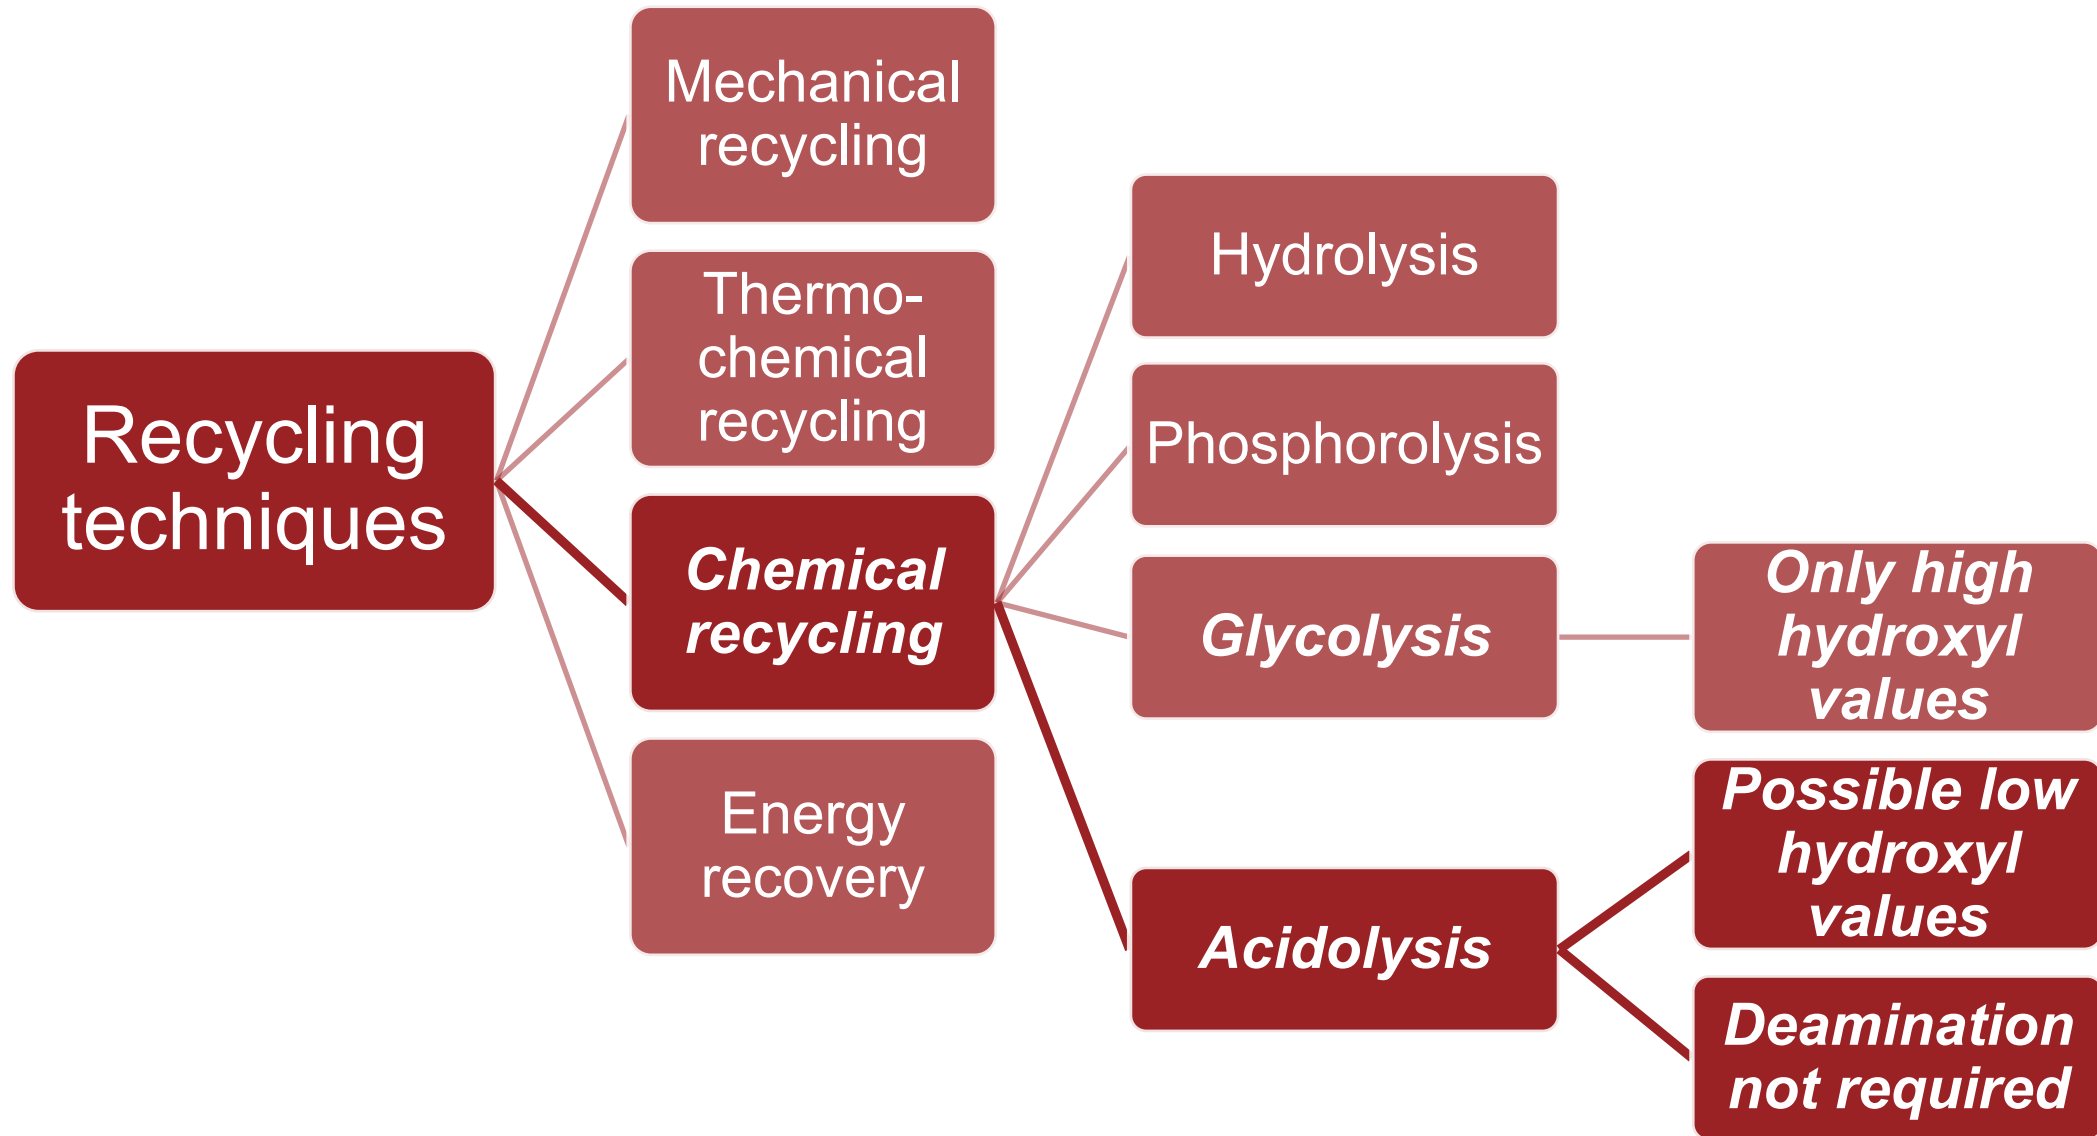 Recycling
techniques
Mechanical
recycling
Thermo-
chemical
recycling
Chemical
recycling
Energy
recovery
Hydrolysis
Phosphorolysis
Glycolysis
Acidolysis
Only high
hydroxyl
values
Possible low
hydroxyl
values
Deamination
not required